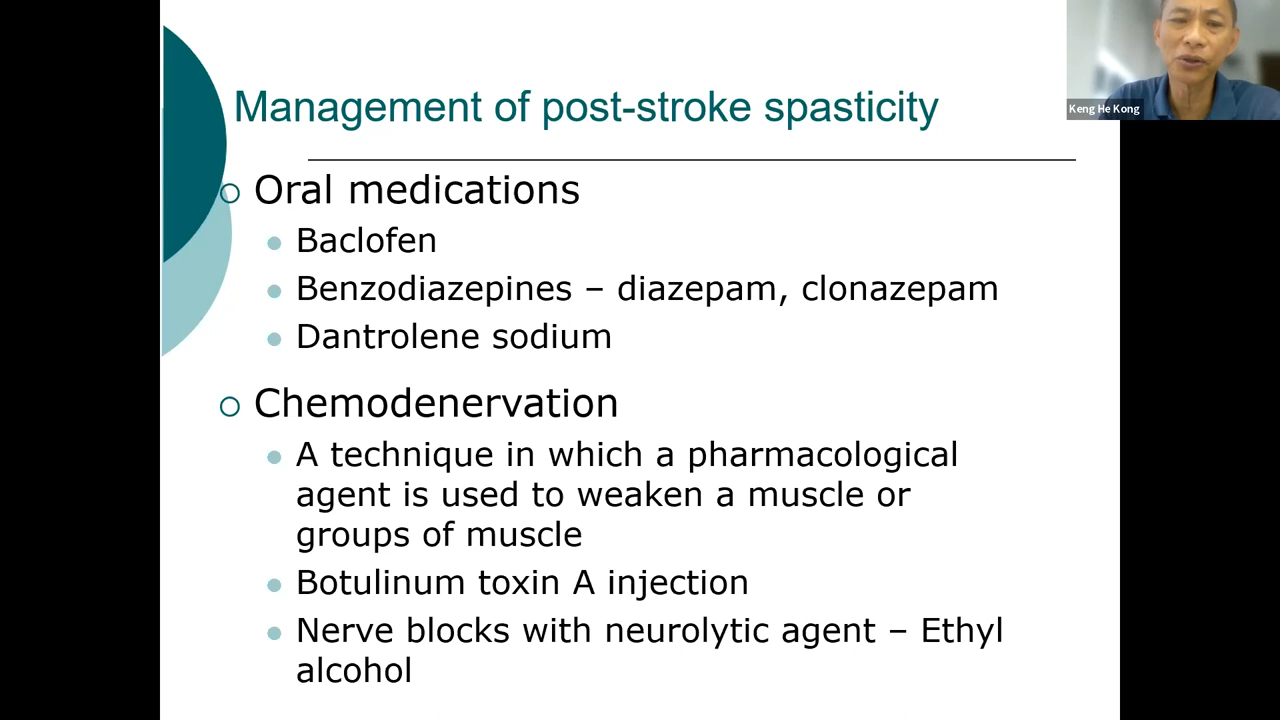 Management of post-stroke spasticity
Keng He Kong
Oral medications
Baclofen
Benzodiazepines – diazepam, clonazepam
Dantrolene sodium
Chemodenervation
A technique in which a pharmacological
agent is used to weaken a muscle or
groups of muscle
Botulinum toxin A injection
Nerve blocks with neurolytic agent – Ethyl
alcohol